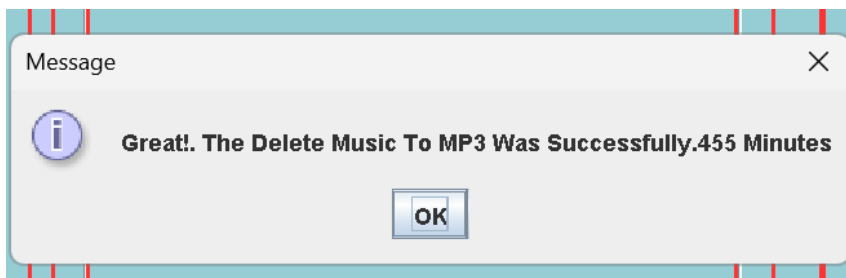 Message
Great!. The Delete Music To MP3 Was Successfully.455 Minutes
OK